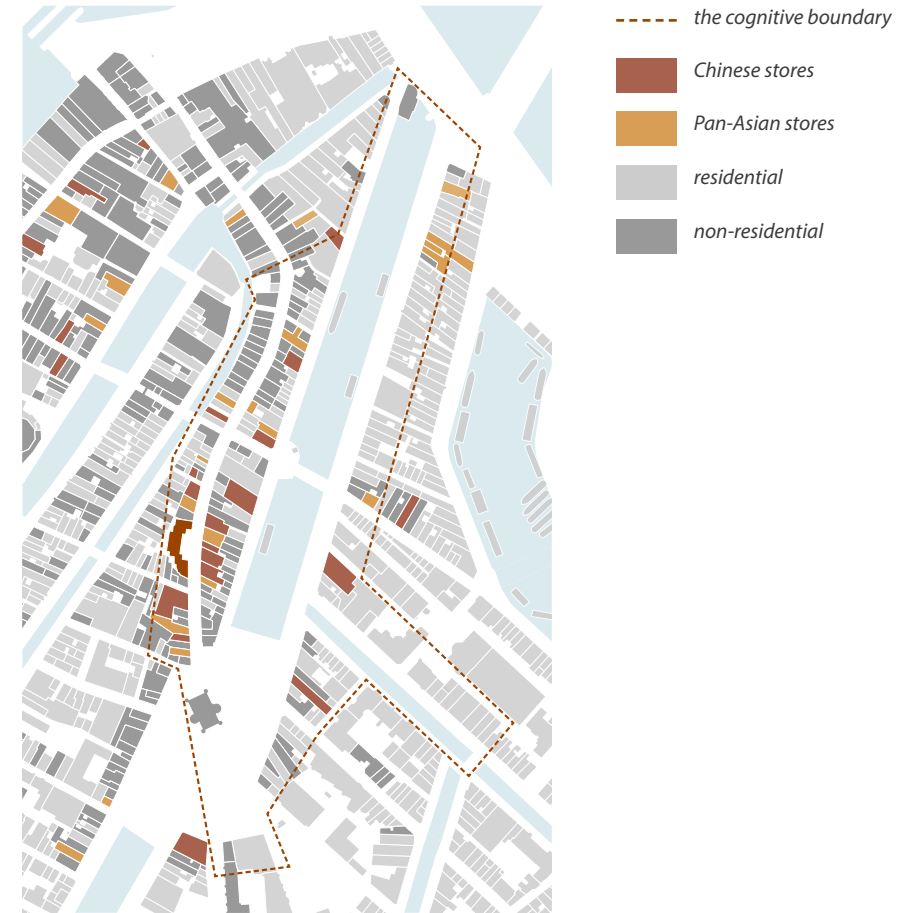 the cognitive boundary
Chinese stores
Pan-Asian stores
residential
non-residential